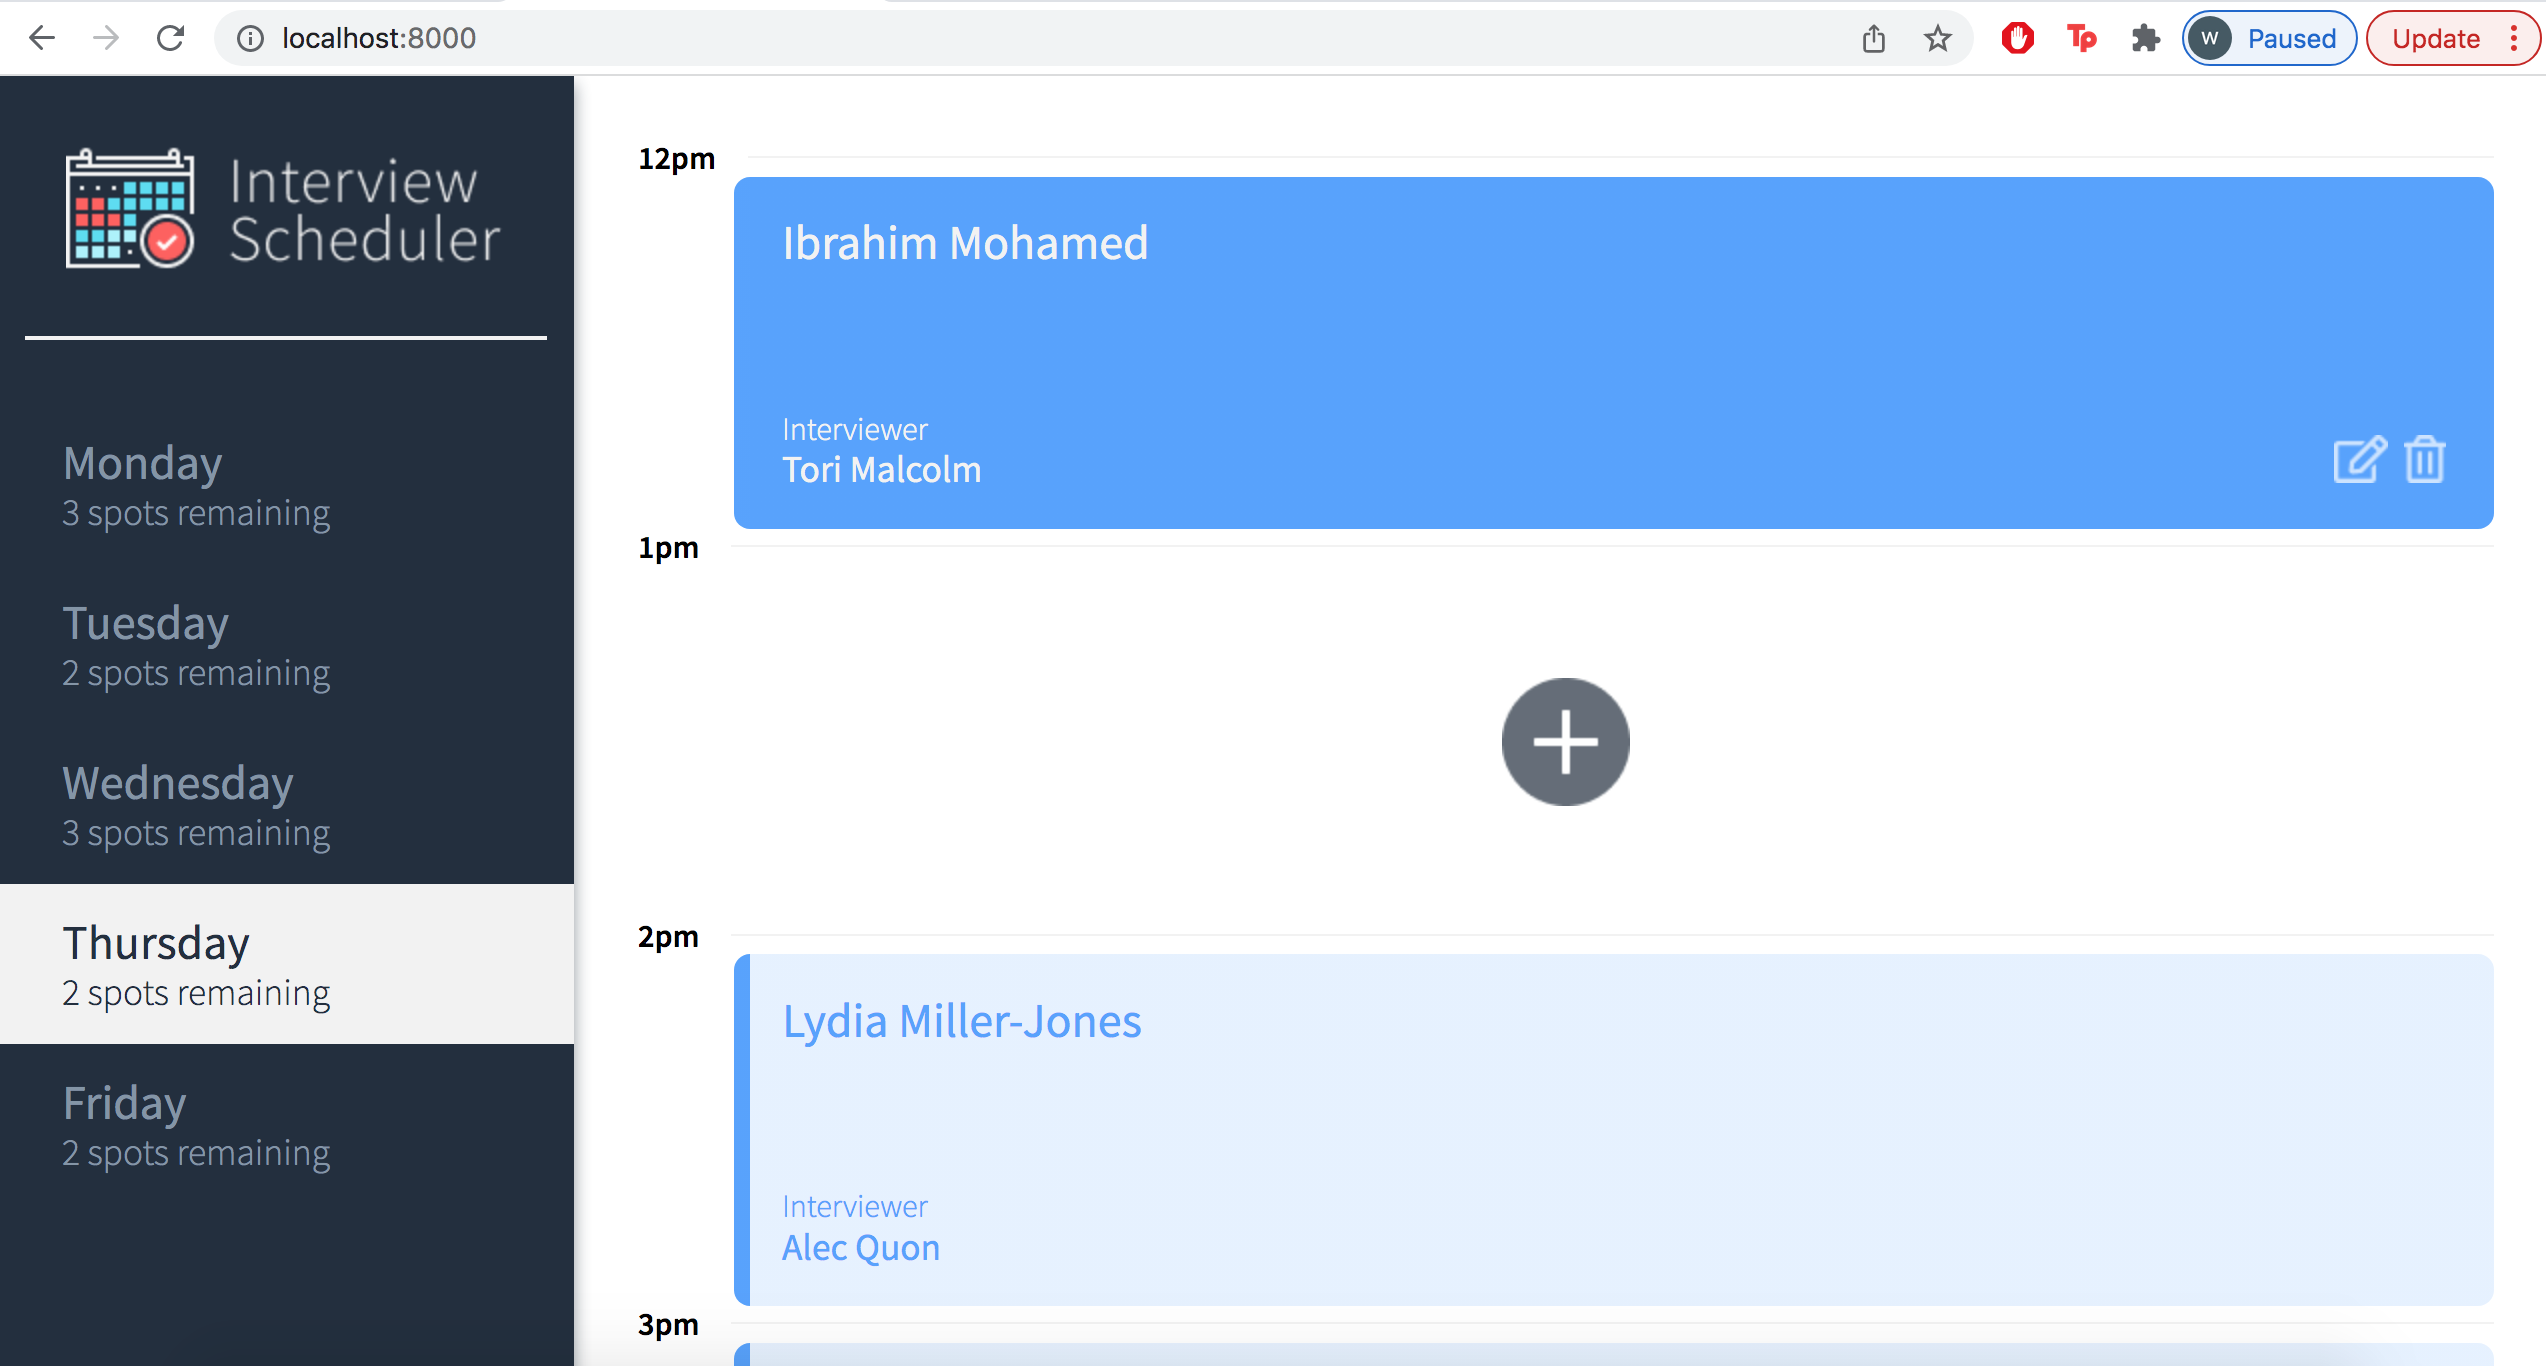 localhost:8000
W
Paused
Update
Tp
Interview
Scheduler
Monday
3 spots remaining
Tuesday
2 spots remaining
Wednesday
3 spots remaining
Thursday
2 spots remaining
Friday
2 spots remaining
12pm
Ibrahim Mohamed
Interviewer
Tori Malcolm
1pm
2pm
Lydia Miller-Jones
Interviewer
Alec Quon
3pm